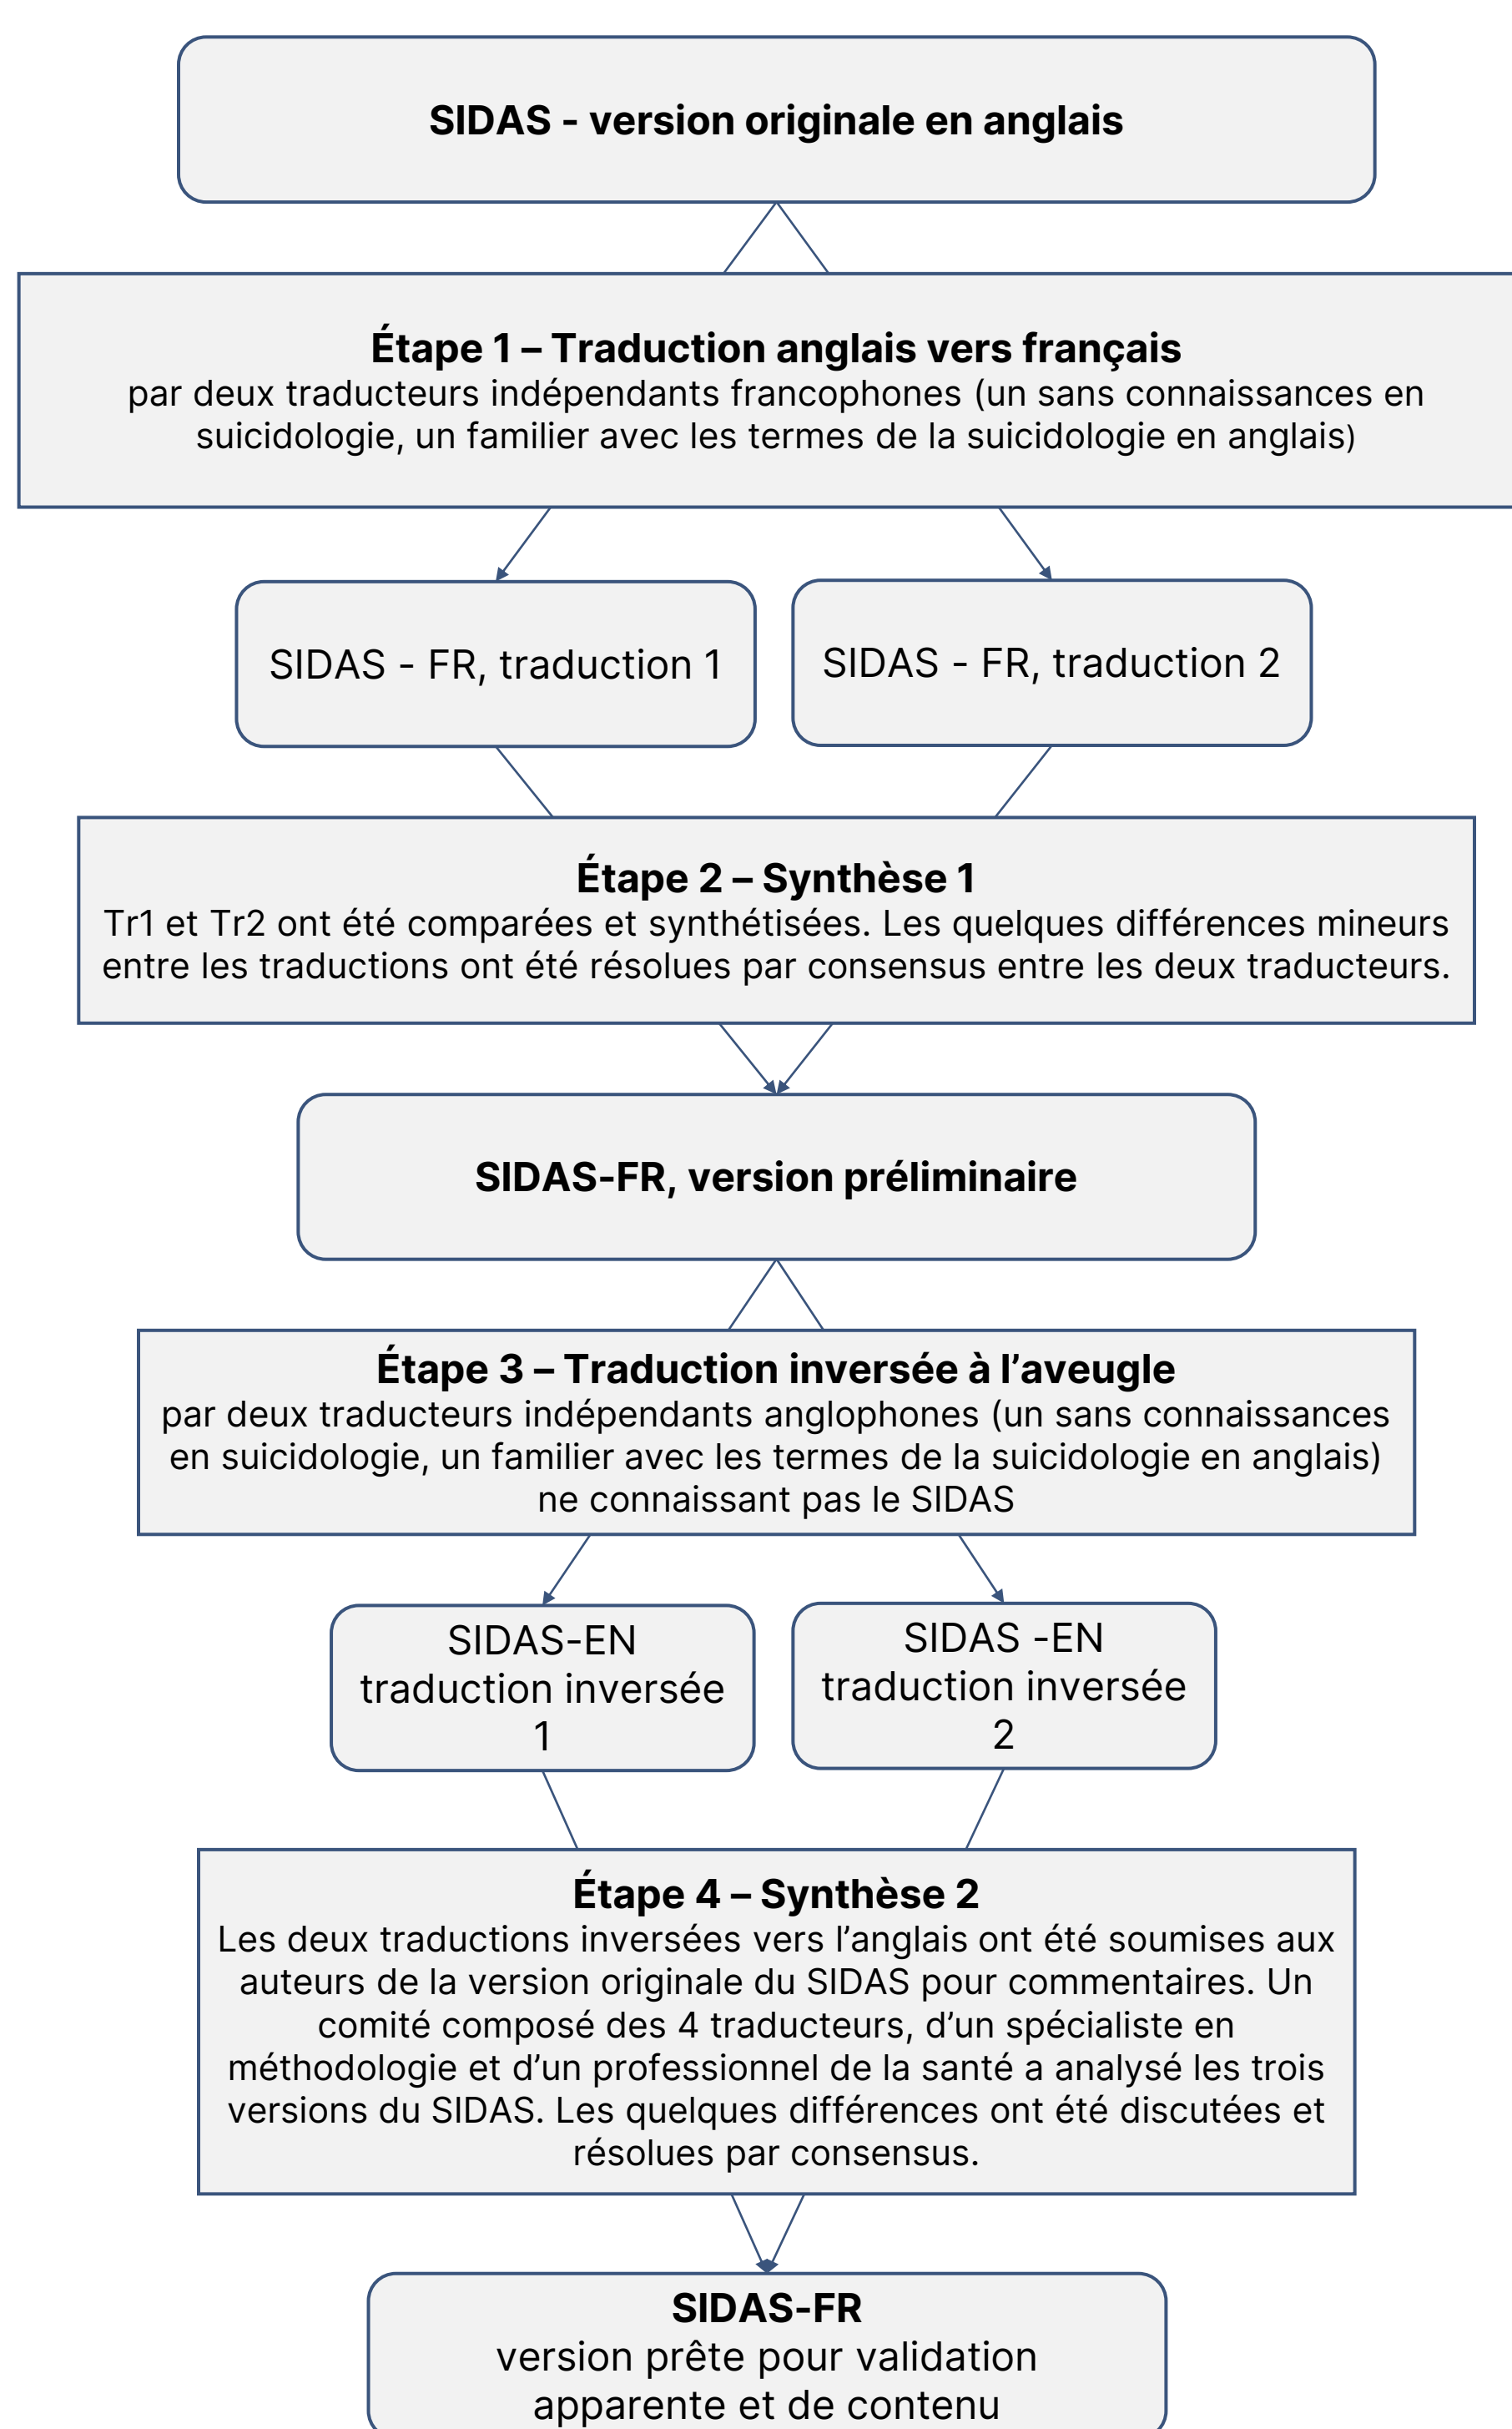 SIDAS - version originale en anglais
Étape 1 – Traduction anglais vers français
par deux traducteurs indépendants francophones (un sans connaissances en
suicidologie, un familier avec les termes de la suicidologie en anglais)
SIDAS - FR, traduction 1
SIDAS - FR, traduction 2
Étape 2 – Synthèse 1
Tr1 et Tr2 ont été comparées et synthétisées. Les quelques différences mineurs
entre les traductions ont été résolues par consensus entre les deux traducteurs.
SIDAS-FR, version préliminaire
Étape 3 – Traduction inversée à l’aveugle
par deux traducteurs indépendants anglophones (un sans connaissances
en suicidologie, un familier avec les termes de la suicidologie en anglais)
ne connaissant pas le SIDAS
SIDAS-EN
traduction inversée
1
SIDAS -EN
traduction inversée
2
Étape 4 – Synthèse 2
Les deux traductions inversées vers l’anglais ont été soumises aux
auteurs de la version originale du SIDAS pour commentaires. Un
comité composé des 4 traducteurs, d’un spécialiste en
méthodologie et d’un professionnel de la santé a analysé les trois
versions du SIDAS. Les quelques différences ont été discutées et
résolues par consensus.
SIDAS-FR
version prête pour validation
apparente et de contenu